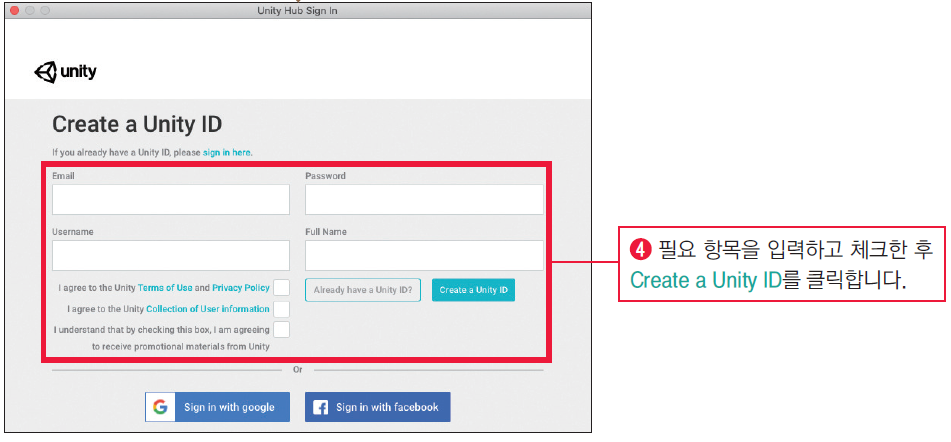 Unity Hub Sign In
unity
Create a Unity ID
If you already have a Unity ID, please sign in here.
Email
Password
Username
Full Name
I agree to the Unity Terms of Use and Privacy Policy
Already have a Unity ID?
Create a Unity ID
I agree to the Unity Collection of User information
I understand that by checking this box, I am agreeing
to receive promotional materials from Unity
Or
Sign in with google
Sign in with facebook
❹ 필요 항목을 입력하고 체크한 후
Create a Unity ID를 클릭합니다.